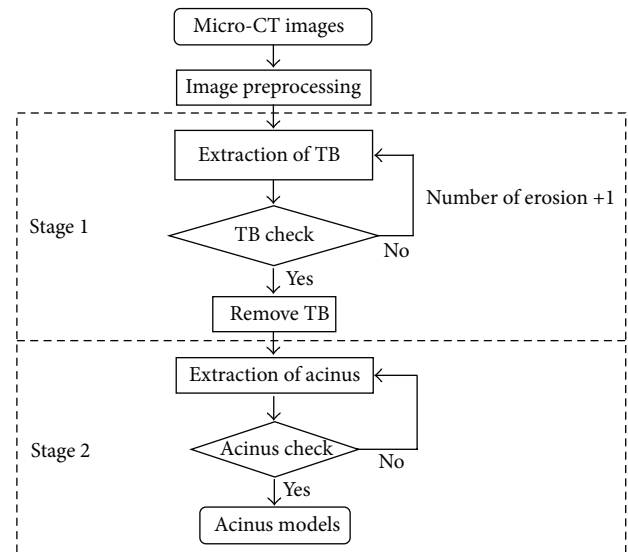 Micro-CT images
Image preprocessing
Extraction of TB
Number of erosion +1
Stage 1
TB check
No
Yes
Remove TB
Extraction of acinus
Stage 2
Acinus check
No
Yes
Acinus models